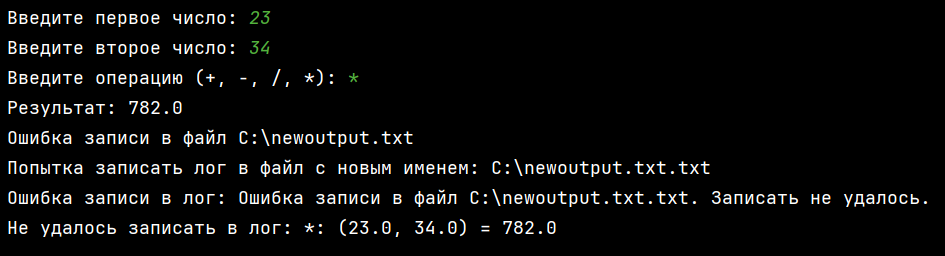 Введите первое число: 23
Введите второе число: 34
Введите операцию (+, -, /, *): *
Результат: 782.0
Ошибка записи в файл C:\newoutput.txt
Попытка записать лог в файл с новым именем: C:\newoutput.txt.txt
Ошибка записи в лог: Ошибка записи в файл C:\newoutput.txt.txt. Записать не удалось.
Не удалось записать в лог: *: (23.0, 34.0) = 782.0